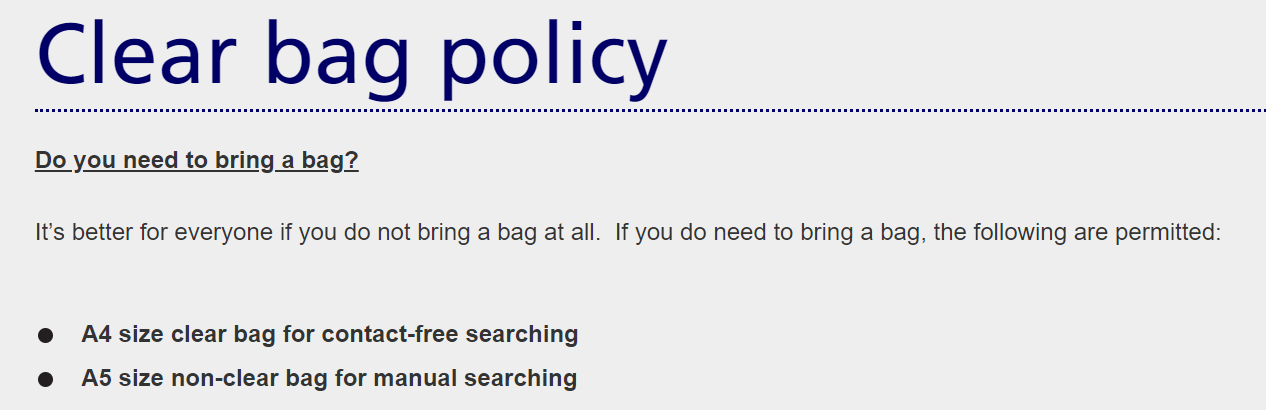 Clear bag policy
Do you need to bring a bag?
It’s better for everyone if you do not bring a bag at all.  If you do need to bring a bag, the following are permitted:
● A4 size clear bag for contact-free searching
● A5 size non-clear bag for manual searching